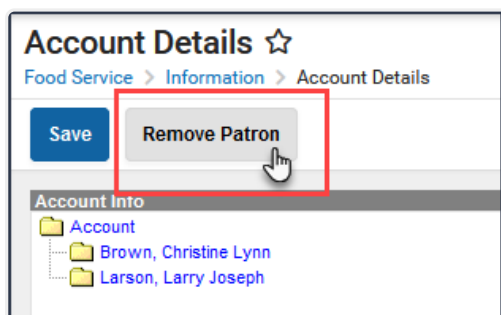 Account Details
Food Service > Information > Account Details
Save Remove Patron
Account Info
Account
Brown, Christine Lynn
Larson, Larry Joseph